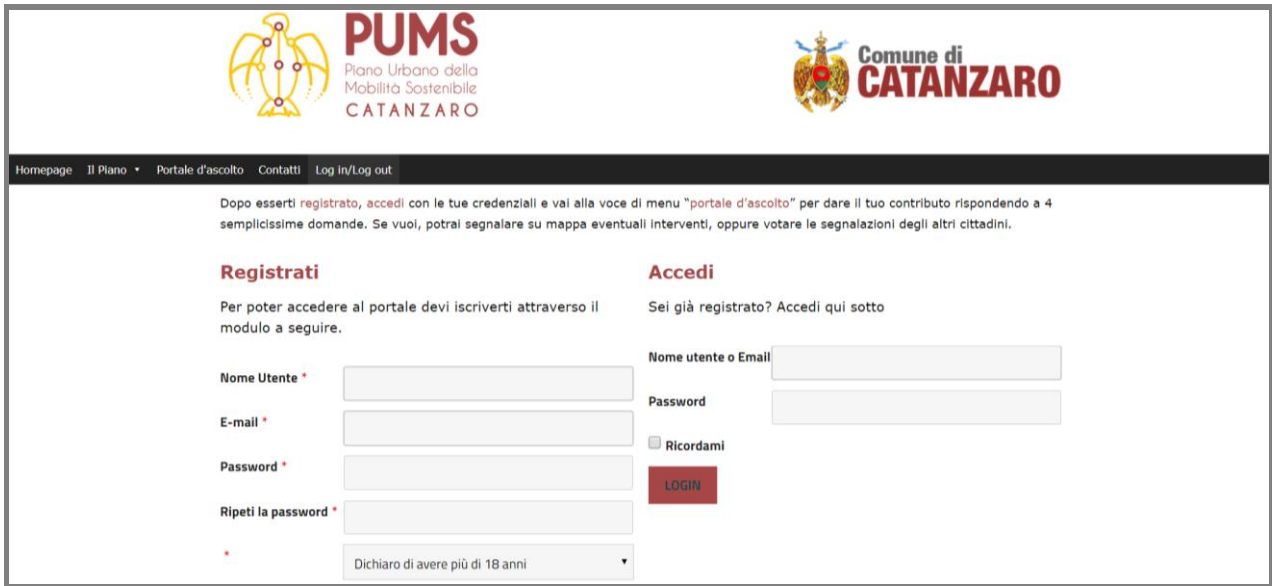 PUMS
Piano Urbano della
Mobilità Sostenibile
CATANZARO
Comune di
CATANZARO
Homepage Il Piano Portale d'ascolto Contatti Log in/Log out
Dopo esserti registrato, accedi con le tue credenziali e vai alla voce di menu "portale d'ascolto" per dare il tuo contributo rispondendo a 4
semplicissime domande. Se vuoi, potrai segnalare su mappa eventuali interventi, oppure votare le segnalazioni degli altri cittadini.
Registrati
Per poter accedere al portale devi iscriverti attraverso il
modulo a seguire.
Nome Utente *
E-mail *
Password *
Ripeti la password *
* Dichiaro di avere più di 18 anni
Accedi
Sei già registrato? Accedi qui sotto
Nome utente o Email
Password
Ricordami
LOGIN